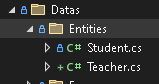 Datas
Entities
C# Student.cs
+ C# Teacher.cs